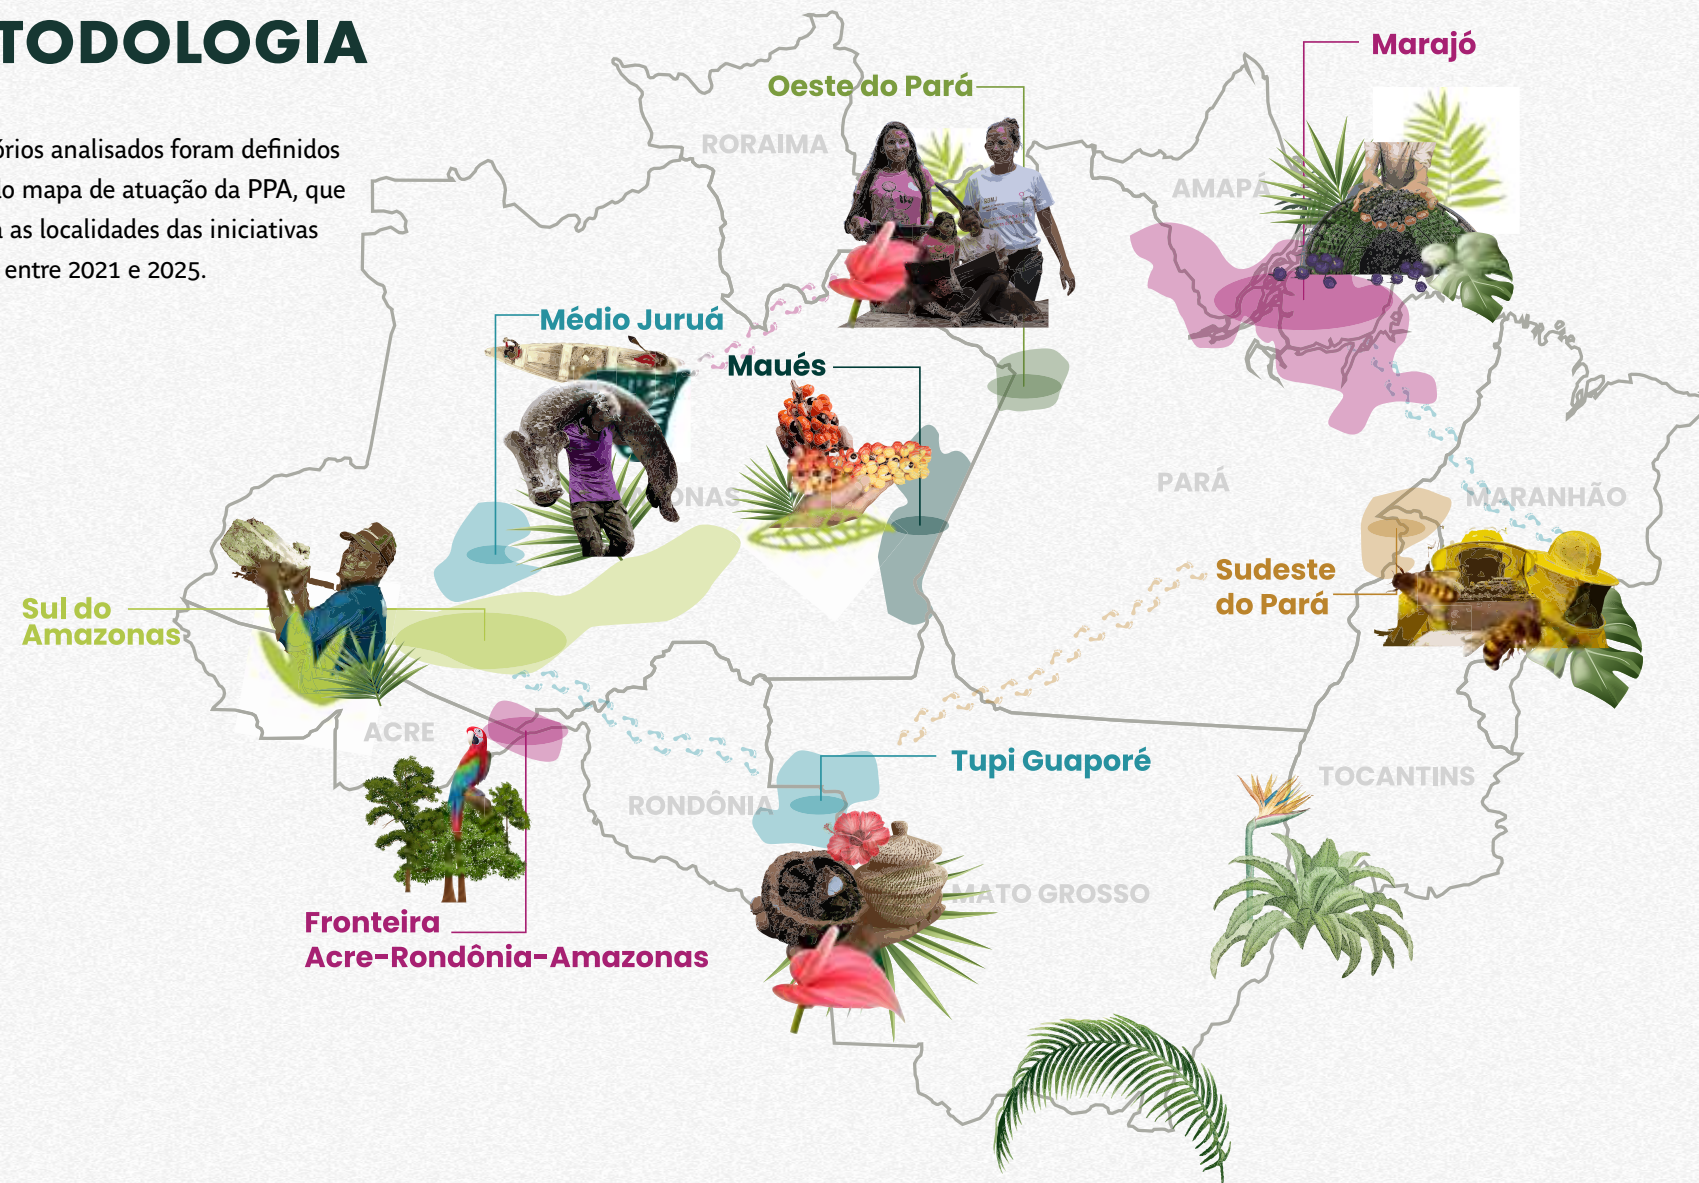 TODOLOGIA
órios analisados foram definidos
do mapa de atuação da PPA, que
a as localidades das iniciativas
entre 2021 e 2025.
Marajó
Oeste do Pará
RORAIMA
AMAPÁ
Médio Juruá
Maués
ONAS
PARÁ
MARANHÃO
Sudeste
do Pará
Sul do
Amazonas
ACRE
Tupi Guaporé
TOCANTINS
RONDÔNIA
MATO GROSSO
Fronteira
Acre-Rondônia-Amazonas